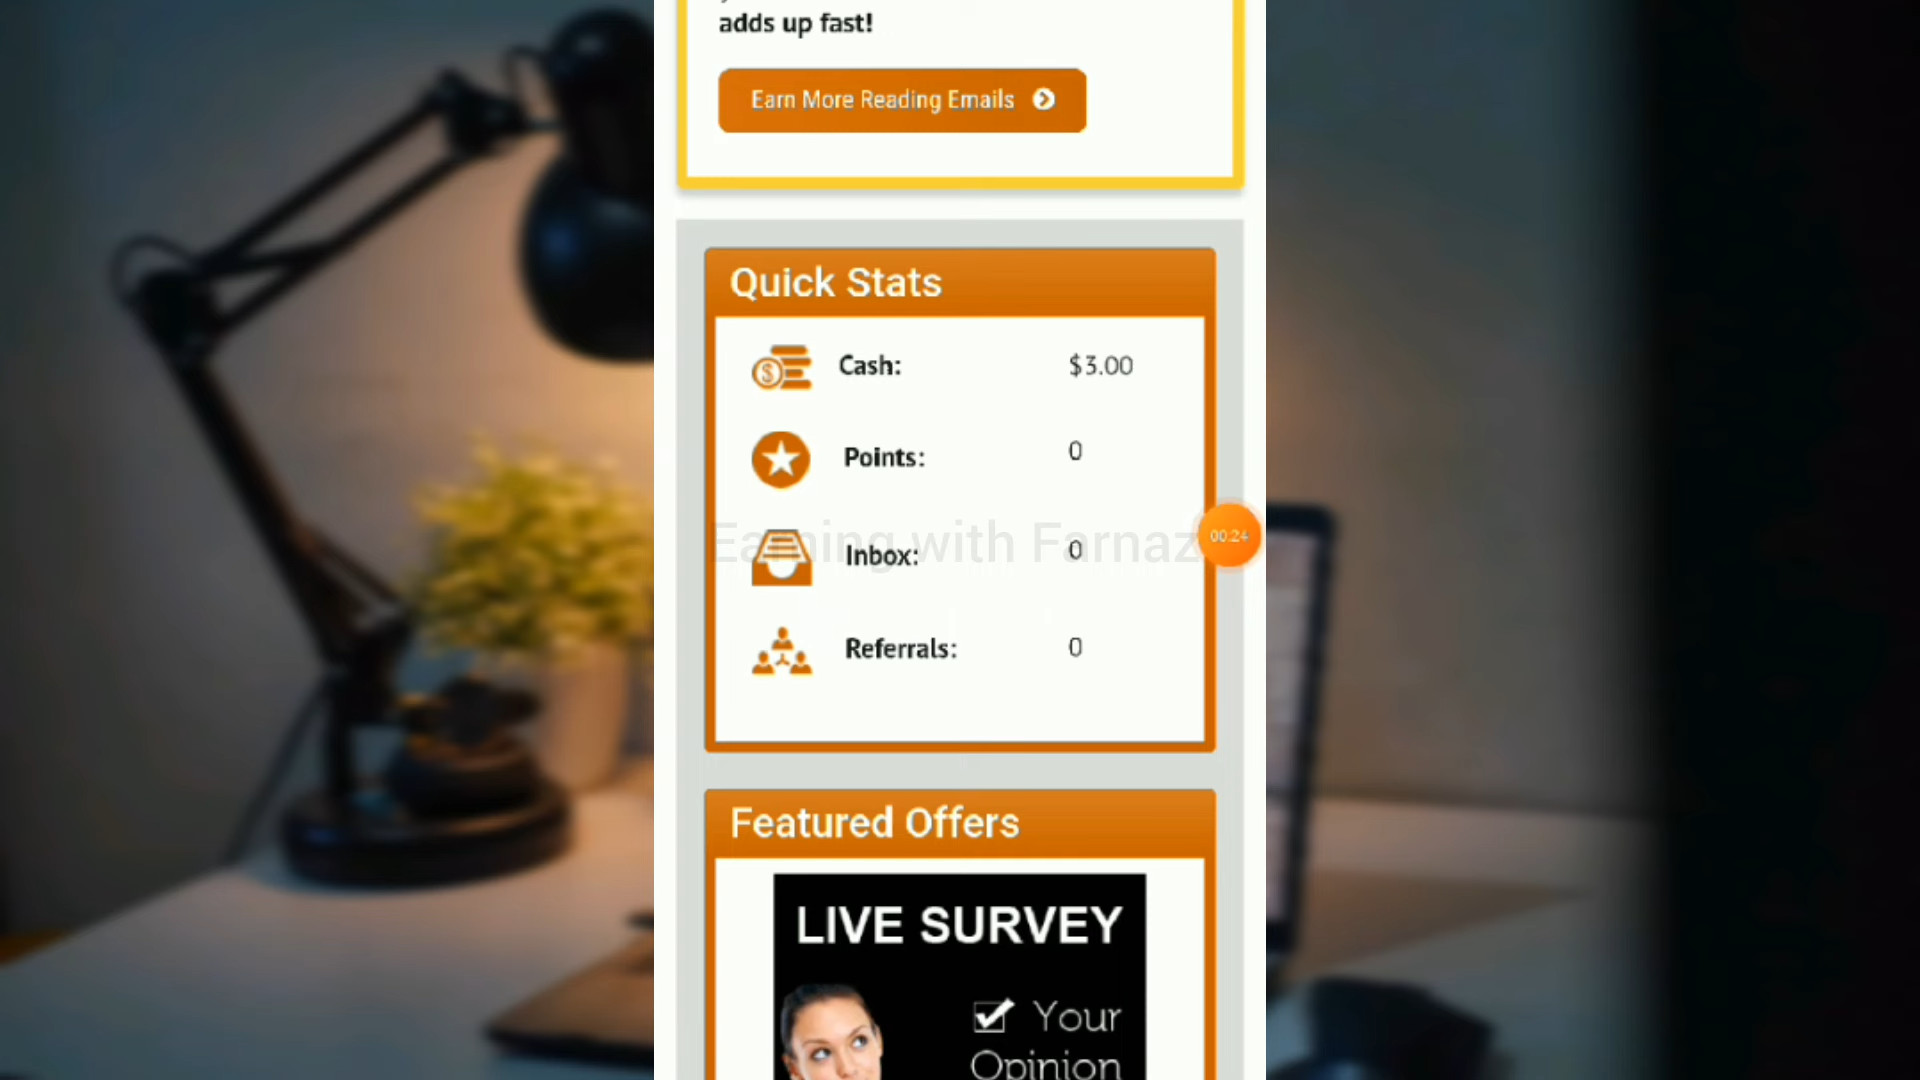 adds up fast!
Earn More Reading Emails
Quick Stats
Cash: $3.00
Points: 0
Earning with Farnaz
Inbox: 0
00:24
Referrals: 0
Featured Offers
LIVE SURVEY
Your
Opinion